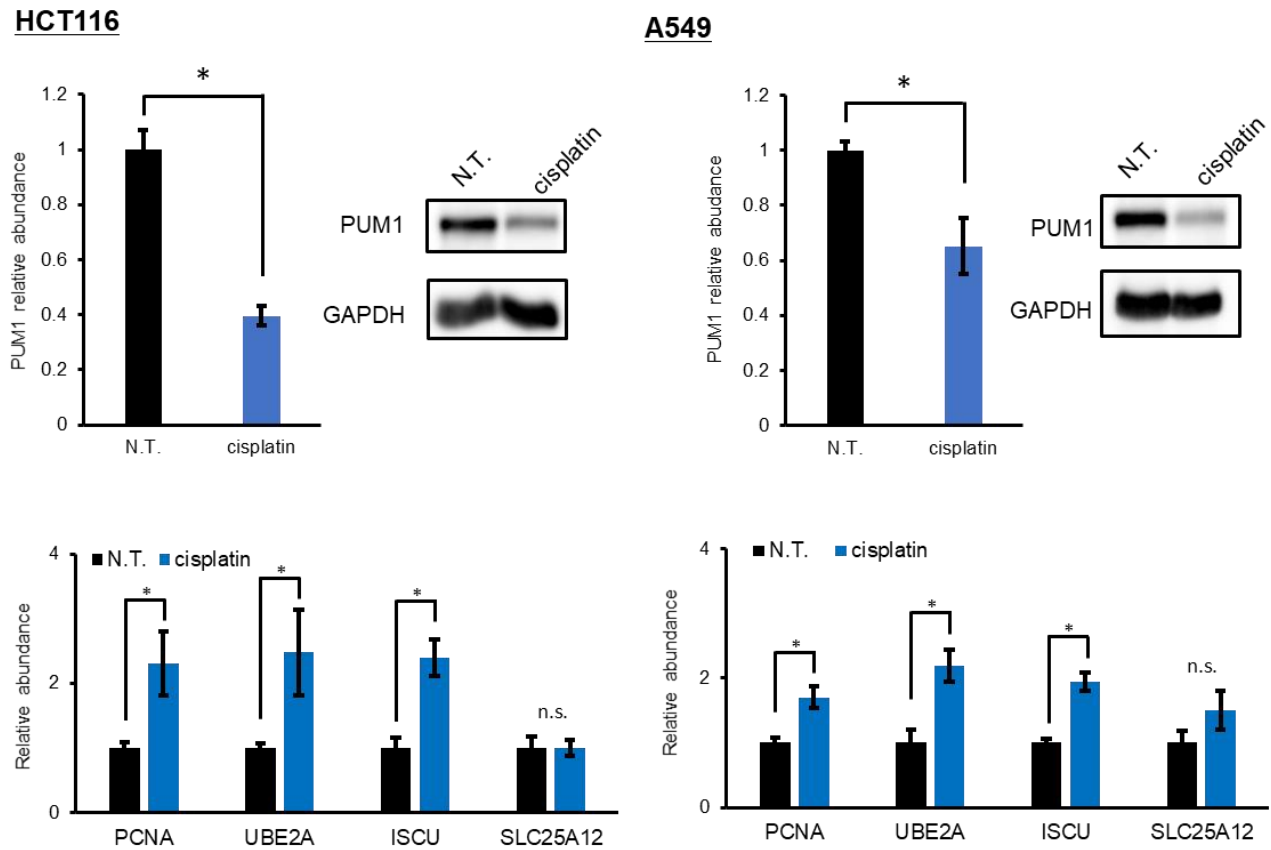 HCT116
*
1.2
1
0.8
0.6
0.4
0.2
0
PUM1 relative abundance
N.T.
cisplatin
N.T.
cisplatin
PUM1
GAPDH
A549
*
1.2
1
0.8
0.6
0.4
0.2
0
PUM1 relative abudance
N.T.
cisplatin
N.T.
cisplatin
PUM1
GAPDH
N.T. cisplatin
4
2
0
Relative abundance
* * * n.s.
PCNA UBE2A ISCU SLC25A12
N.T. cisplatin
4
2
0
Relative abundance
* * * n.s.
PCNA UBE2A ISCU SLC25A12